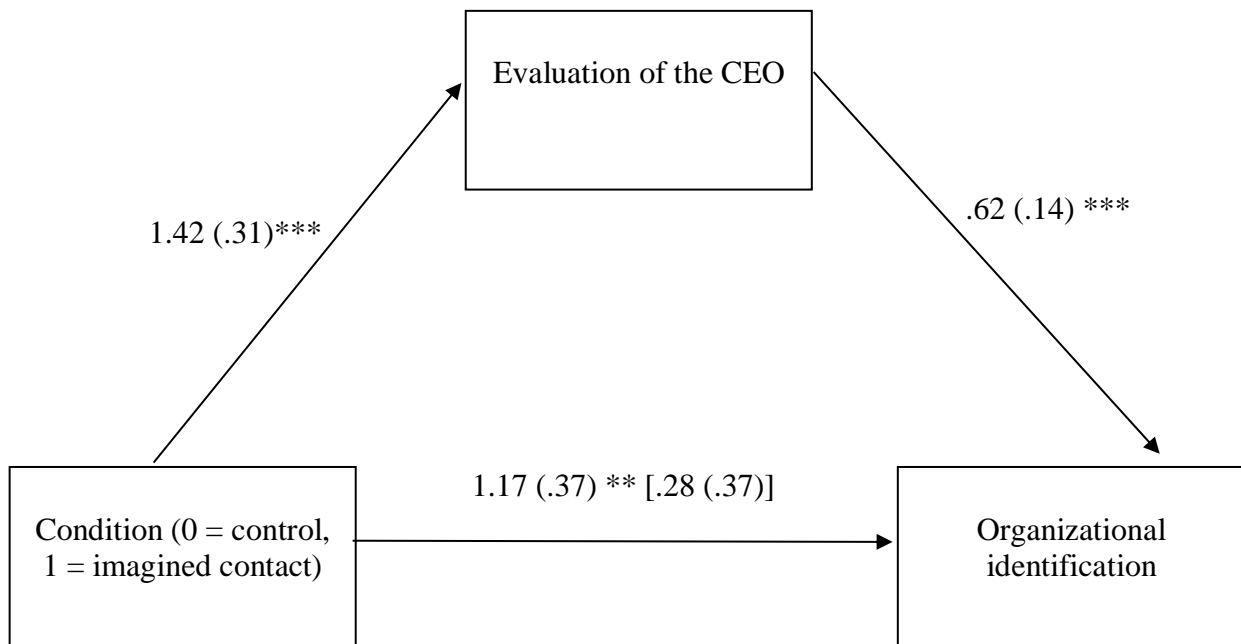 Evaluation of the CEO
1.42 (.31)***
.62 (.14) ***
1.17 (.37) ** [.28 (.37)]
Condition (0 = control,
1 = imagined contact)
Organizational
identification